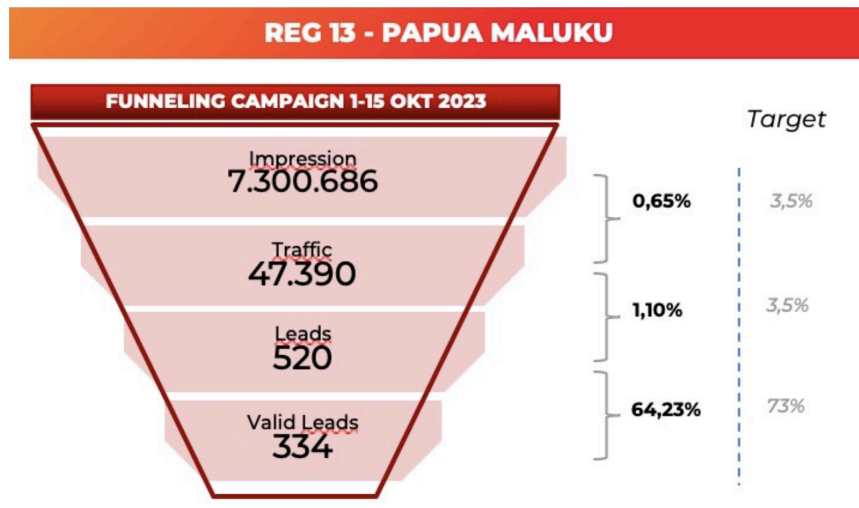 REG 13 - PAPUA MALUKU
FUNNELING CAMPAIGN 1-15 OKT 2023
Target
Impression
7.300.686
0,65%
3,5%
Traffic
47.390
1,10%
3,5%
Leads
520
64,23%
73%
Valid Leads
334